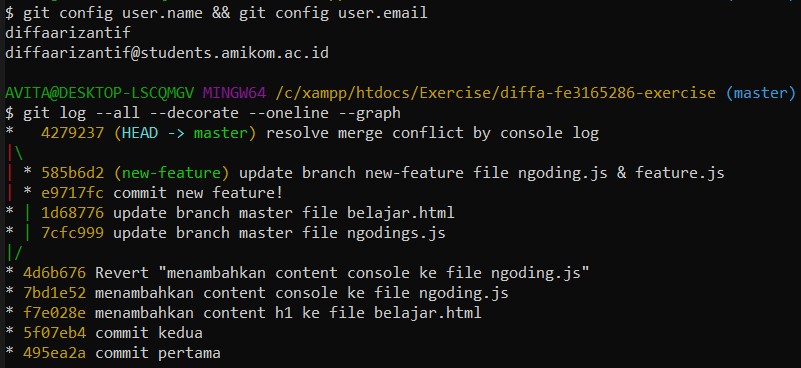 $ git config user.name && git config user.email
diffaarizantif
diffaarizantif@students.amikom.ac.id
AVITA@DESKTOP-LSCQMGV MINGW64 /c/xampp/htdocs/Exercise/diffa-fe3165286-exercise (master)
$ git log --all --decorate --oneline --graph
*   4279237 (HEAD -> master) resolve merge conflict by console log
|\
| * 585b6d2 (new-feature) update branch new-feature file ngoding.js & feature.js
| * e9717fc commit new feature!
* | 1d68776 update branch master file belajar.html
* | 7cfc999 update branch master file ngodings.js
|/
* 4d6b676 Revert "menambahkan content console ke file ngoding.js"
* 7bd1e52 menambahkan content console ke file ngoding.js
* f7e028e menambahkan content h1 ke file belajar.html
* 5f07eb4 commit kedua
* 495ea2a commit pertama